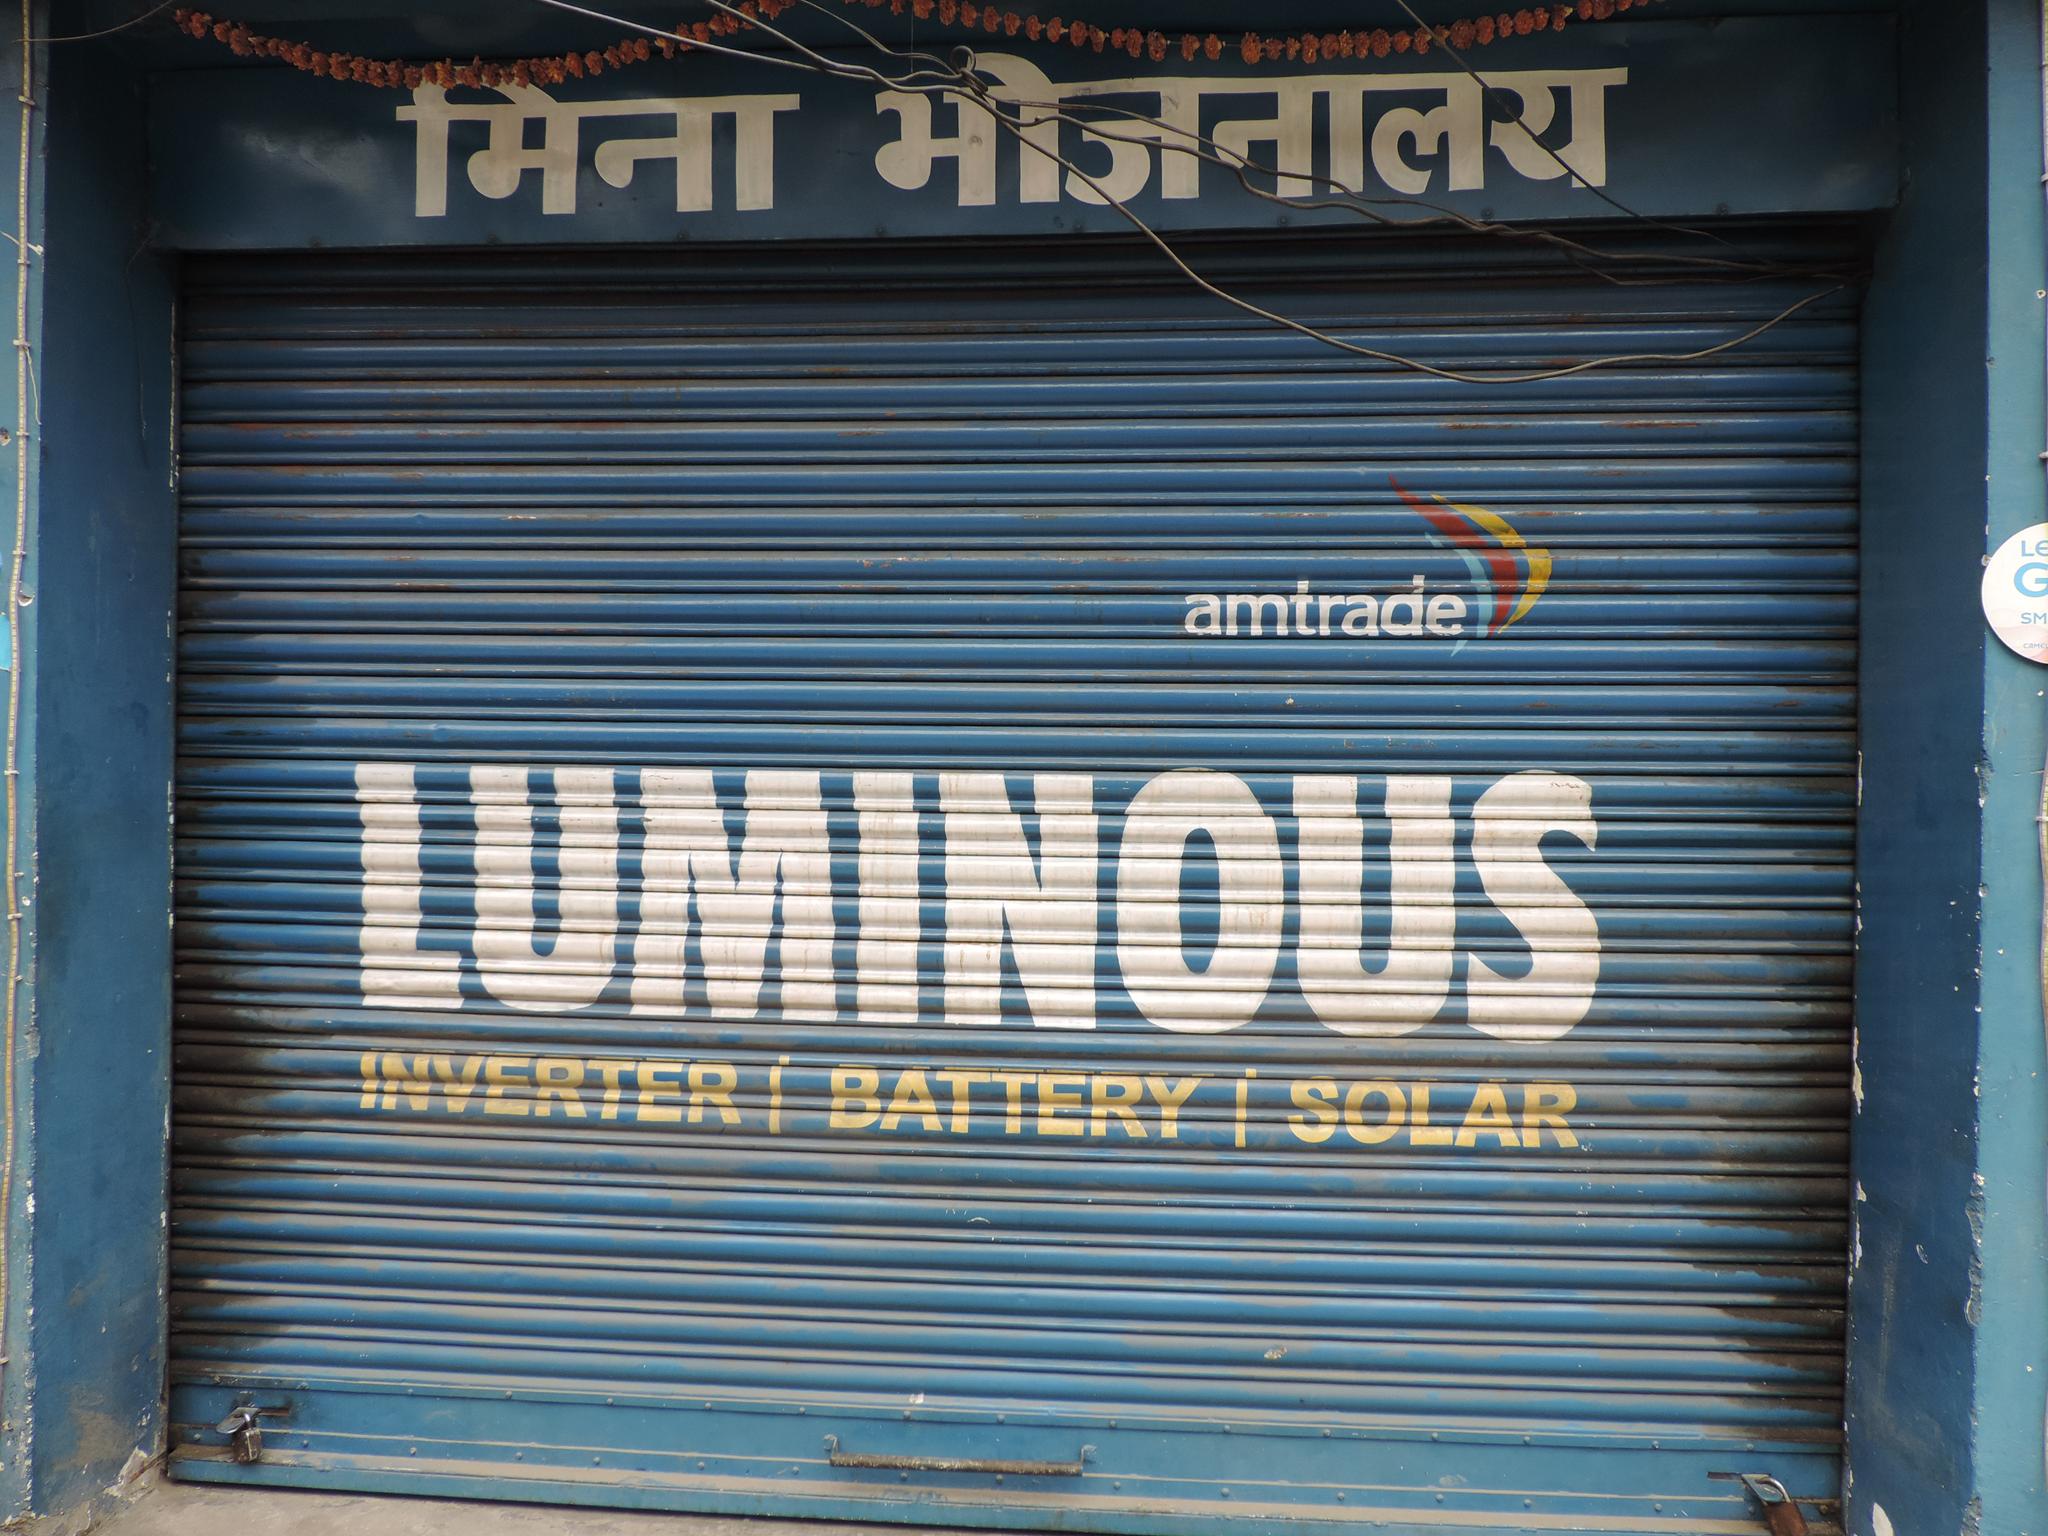 मिना भोजनालय
amtrade
LUMINOUS
INVERTER | BATTERY | SOLAR